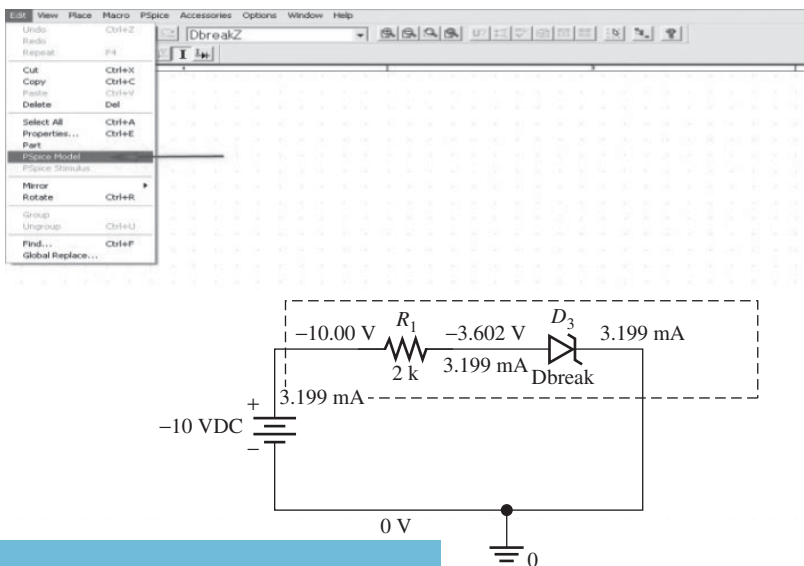 Edit View Place Macro PSpice Accessories Options Window Help
Undo Ctrl+Z
Redo
Repeat F4
Cut Ctrl+X
Copy Ctrl+C
Paste Ctrl+V
Delete Del
Select All Ctrl+A
Properties... Ctrl+E
Part
PSpice Model
PSpice Stimulus
Mirror
Rotate Ctrl+R
Group
Ungroup Ctrl+U
Find... Ctrl+F
Global Replace...
DbreakZ
U?
I
−10.00 V
R1
2 k
−3.602 V
3.199 mA
D3
Dbreak
3.199 mA
3.199 mA
+
−10 VDC
−
0 V
0